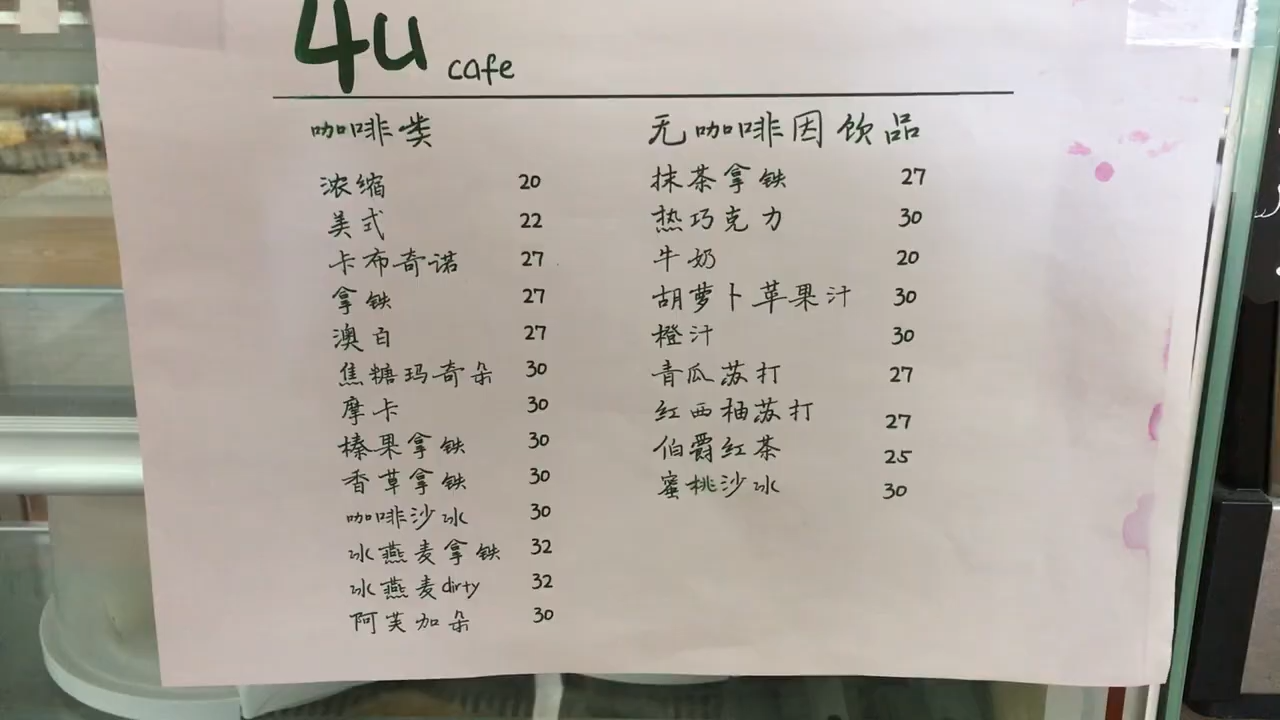 4u cafe
咖啡类
浓缩 20
美式 22
卡布奇诺 27
拿铁 27
澳白 27
焦糖玛奇朵 30
摩卡 30
榛果拿铁 30
香草拿铁 30
咖啡沙冰 30
冰燕麦拿铁 32
冰燕麦dirty 32
阿芙加朵 30
无咖啡因饮品
抹茶拿铁 27
热巧克力 30
牛奶 20
胡萝卜苹果汁 30
橙汁 30
青瓜苏打 27
红西柚苏打 27
伯爵红茶 25
蜜桃沙冰 30